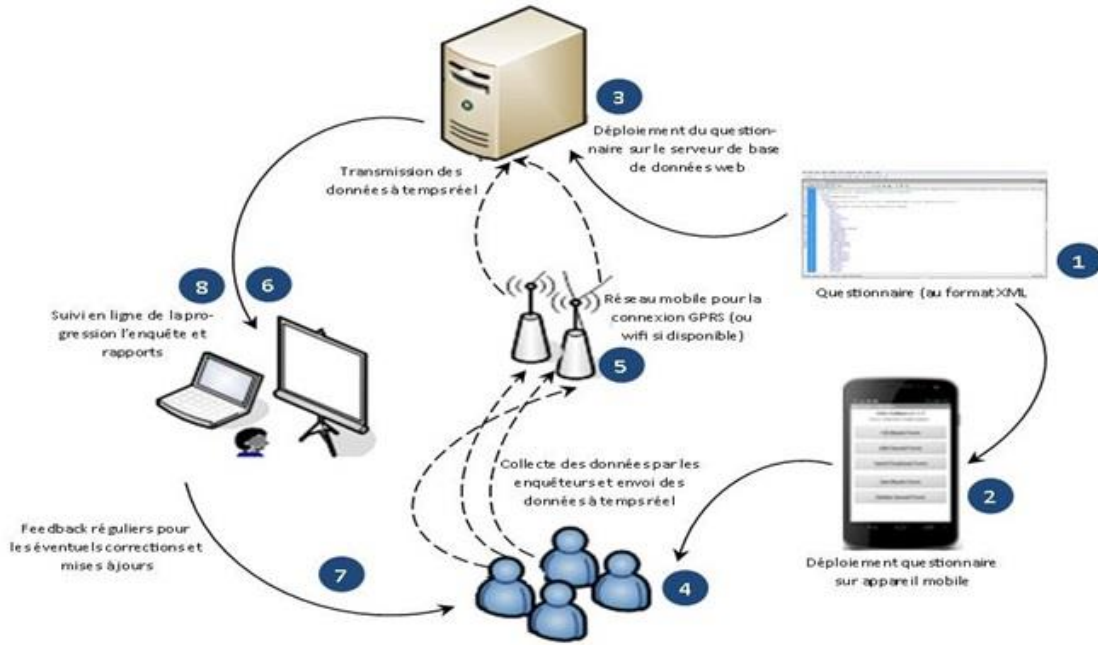 3
Déploiement du question-
naire sur le serveur de base
de données web
Transmission des
données à temps réel
1
Questionnaire (au format XML
8
6
Suivi en ligne de la pro-
gression l'enquête et
rapports
Réseau mobile pour la
connexion GPRS (ou
wifi si disponible)
5
2
Déploiement questionnaire
sur appareil mobile
Collecte des données par les
enquêteurs et envoi des
données à temps réel
4
Feedback réguliers pour
les éventuels corrections et
mises à jours
7